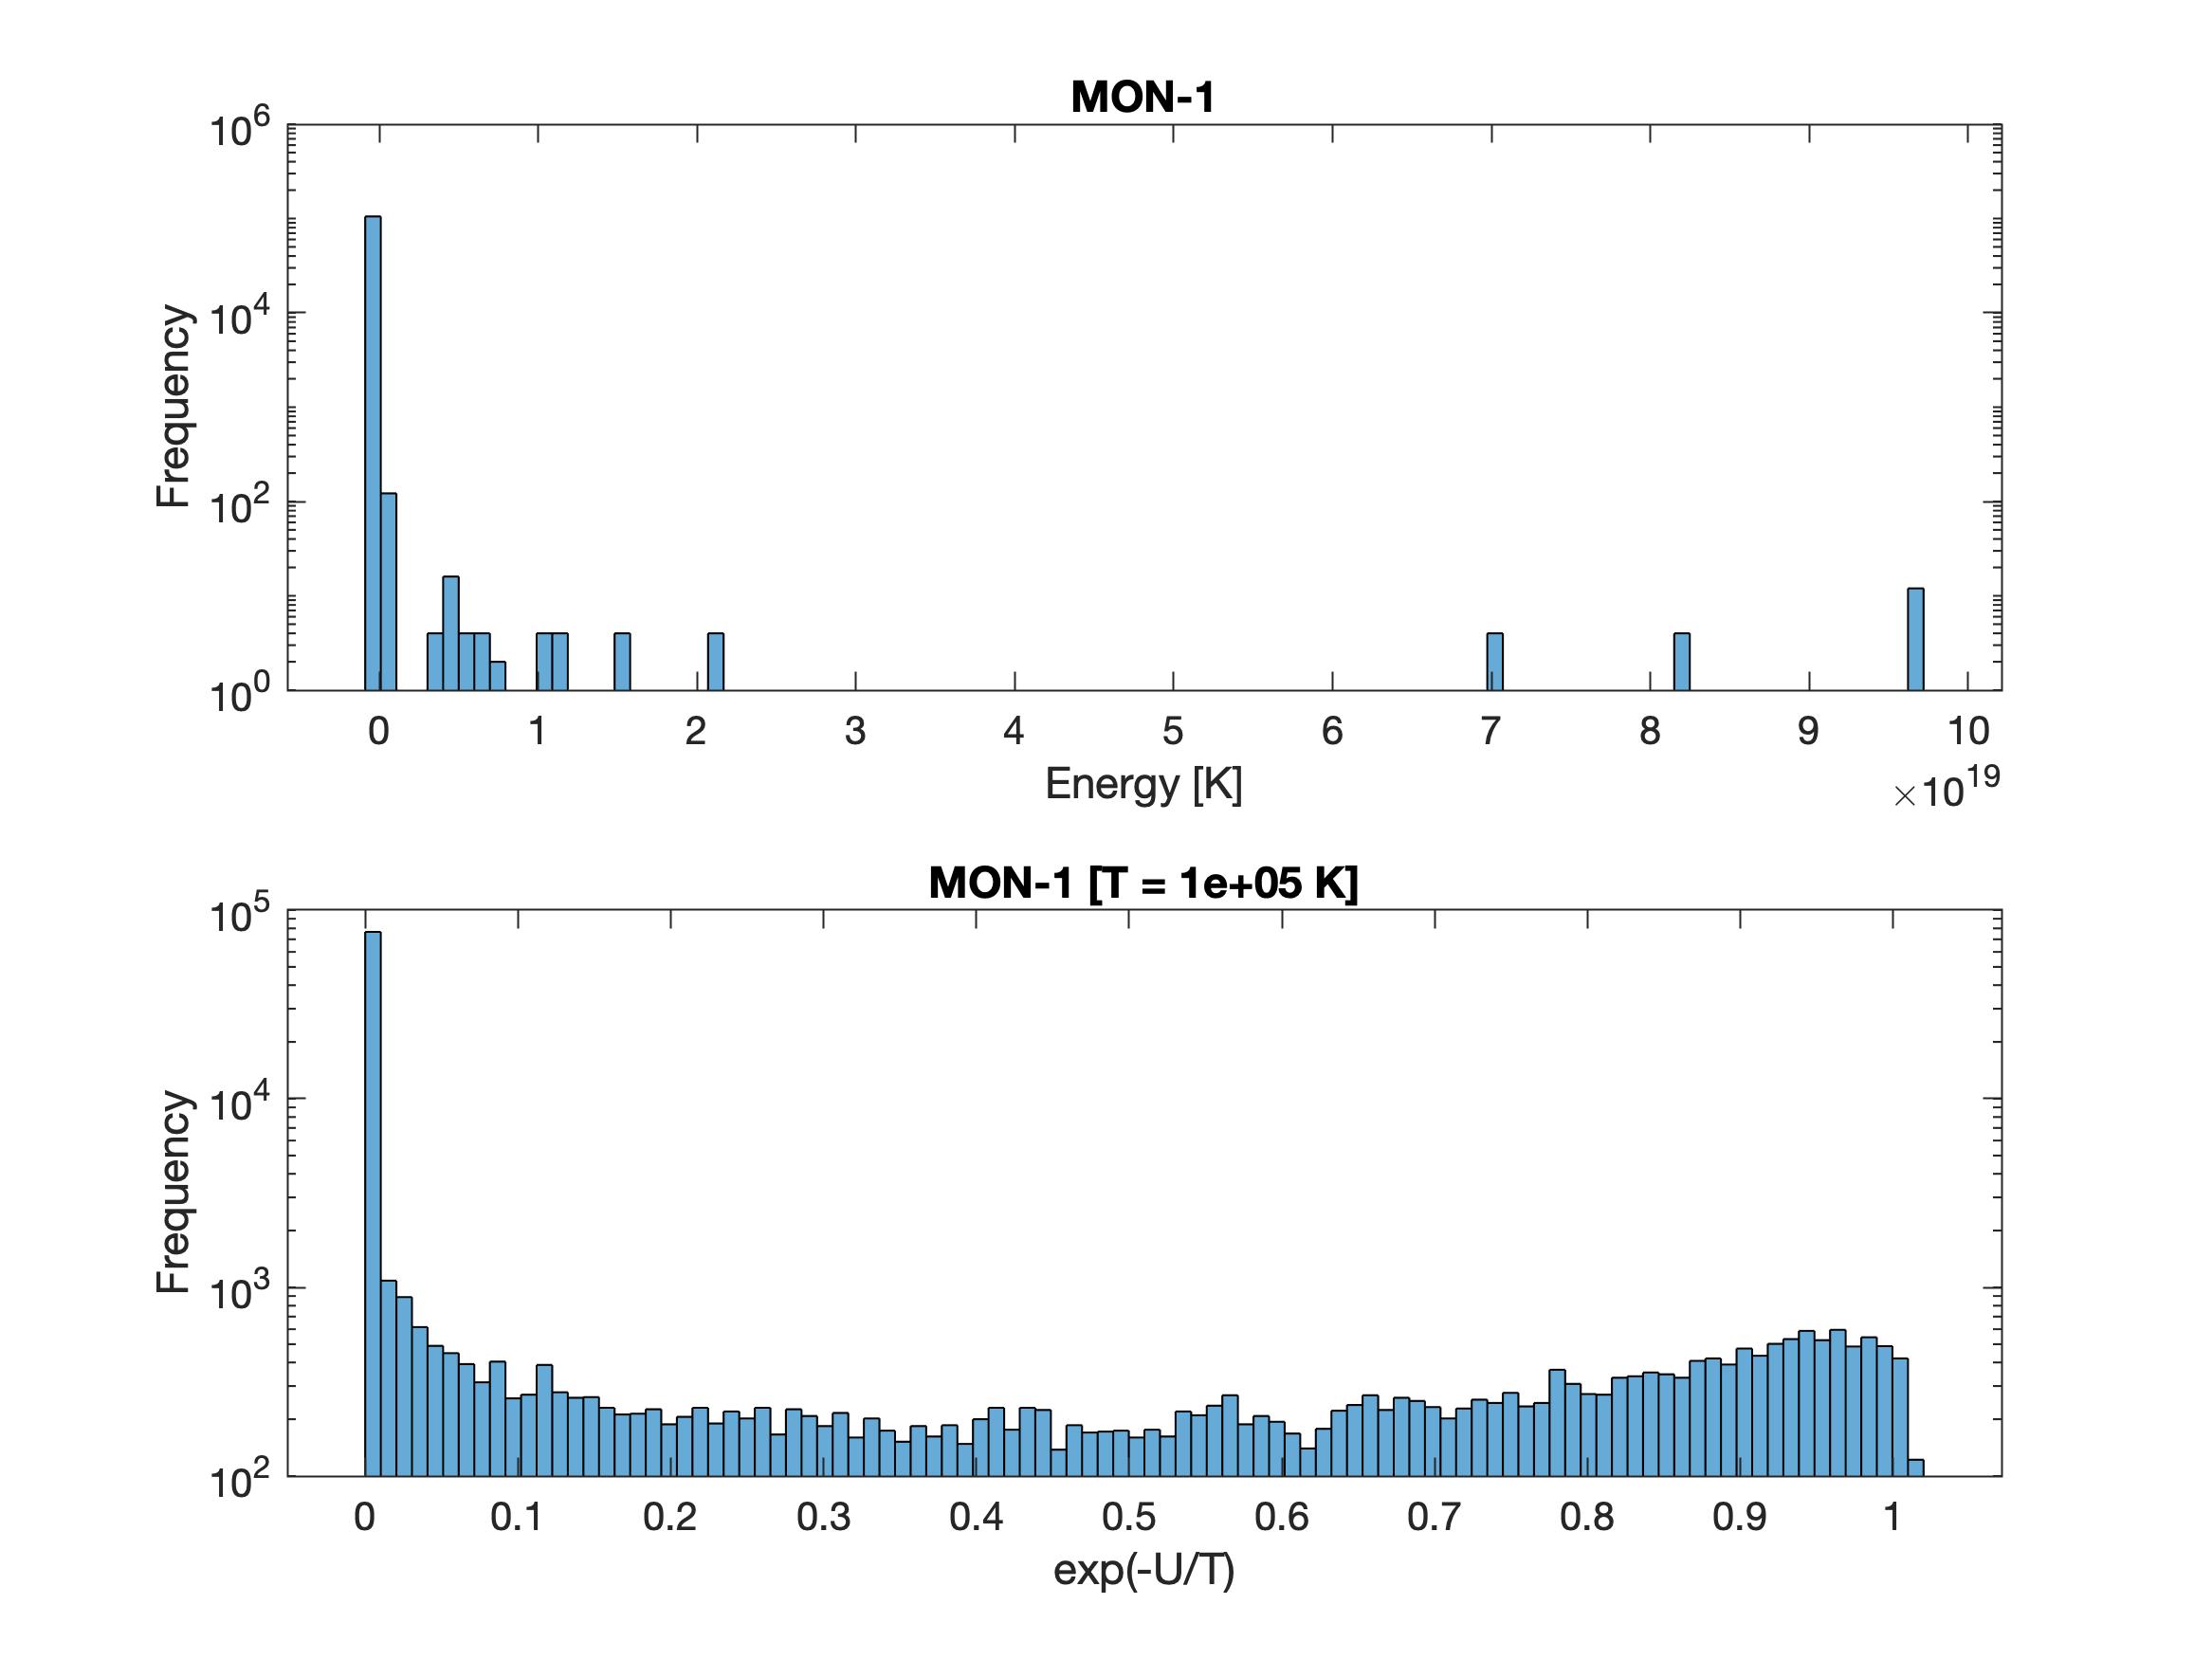 MON-1
10^6
10^4
10^2
10^0
Frequency
0 1 2 3 4 5 6 7 8 9 10
Energy [K]
×10^19
MON-1 [T = 1e+05 K]
10^5
10^4
10^3
10^2
Frequency
0 0.1 0.2 0.3 0.4 0.5 0.6 0.7 0.8 0.9 1
exp(-U/T)